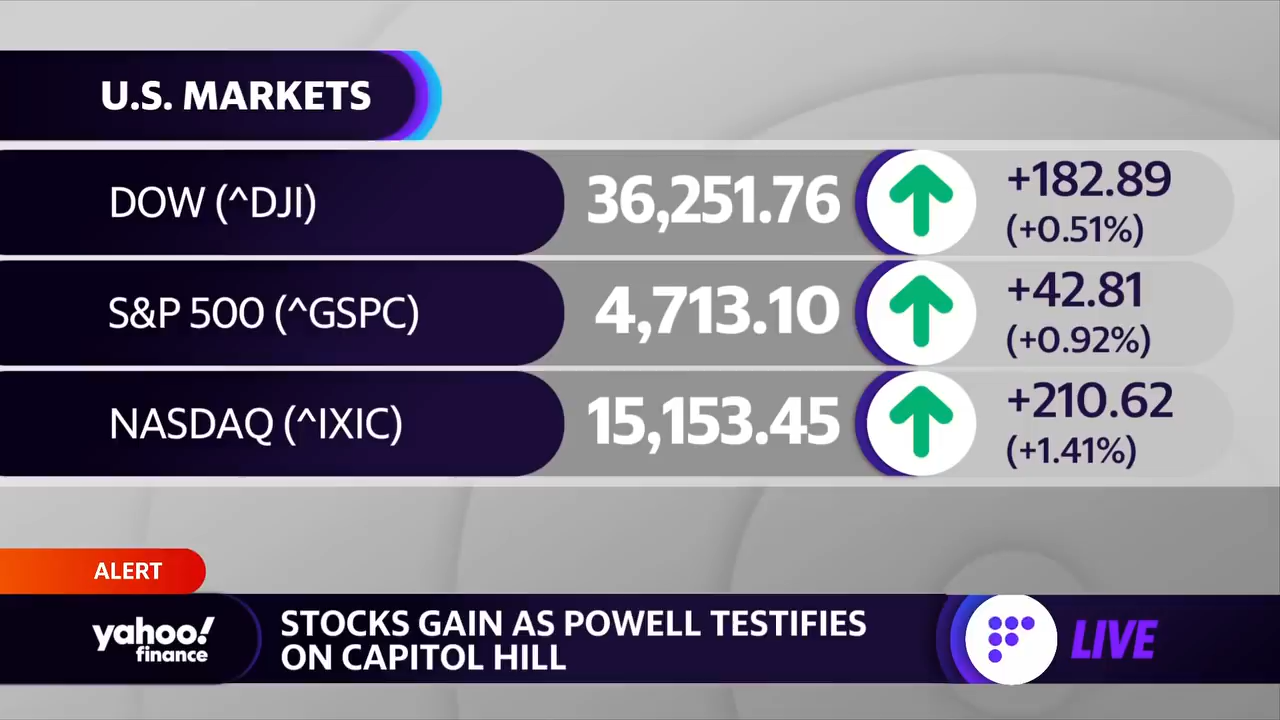 U.S. MARKETS
DOW (^DJI)
36,251.76
+182.89
(+0.51%)
S&P 500 (^GSPC)
4,713.10
+42.81
(+0.92%)
NASDAQ (^IXIC)
15,153.45
+210.62
(+1.41%)
ALERT
yahoo!
finance
STOCKS GAIN AS POWELL TESTIFIES
ON CAPITOL HILL
LIVE